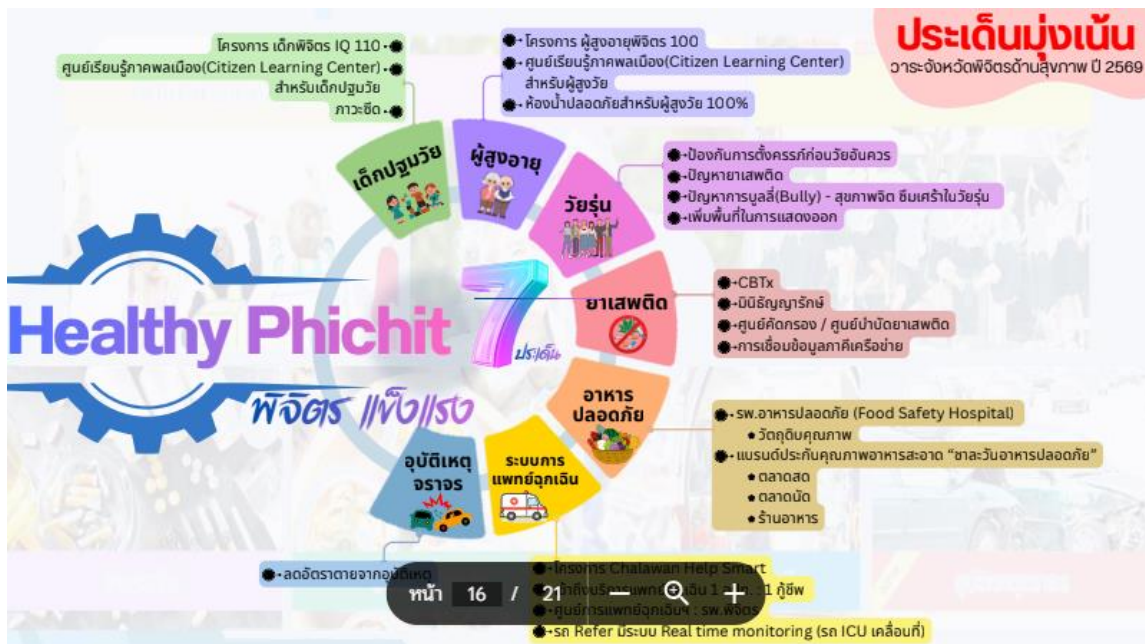 ประเด็นมุ่งเน้น
วาระจังหวัดพิจิตรด้านสุขภาพ ปี 2569
โครงการ เด็กพิจิตร IQ 110
ศูนย์เรียนรู้ภาคพลเมือง(Citizen Learning Center)
สำหรับเด็กปฐมวัย
ภาวะซีด
โครงการ ผู้สูงอายุพิจิตร 100
ศูนย์เรียนรู้ภาคพลเมือง(Citizen Learning Center)
สำหรับผู้สูงวัย
ห้องน้ำปลอดภัยสำหรับผู้สูงวัย 100%
เด็กปฐมวัย
ผู้สูงอายุ
วัยรุ่น
ป้องกันการตั้งครรภ์ก่อนวัยอันควร
ปัญหายาเสพติด
ปัญหาการบูลลี่(Bully) - สุขภาพจิต ซึมเศร้าในวัยรุ่น
เพิ่มพื้นที่ในการแสดงออก
Healthy Phichit 7
ประเด็น
พิจิตร แข็งแรง
ยาเสพติด
CBTx
มินิธัญญารักษ์
ศูนย์คัดกรอง / ศูนย์บำบัดยาเสพติด
การเชื่อมข้อมูลภาคีเครือข่าย
อาหาร
ปลอดภัย
รพ.อาหารปลอดภัย (Food Safety Hospital)
วัตถุดิบคุณภาพ
แบรนด์ประกันคุณภาพอาหารสะอาด “ชาละวันอาหารปลอดภัย”
ตลาดสด
ตลาดนัด
ร้านอาหาร
ระบบการ
แพทย์ฉุกเฉิน
อุบัติเหตุ
จราจร
ลดอัตราตายจากอุบัติเหตุ
โครงการ Chalawan Help Smart
1 กู้ชีพ
ศูนย์การแพทย์ฉุกเฉินฯ : รพ.พิจิตร
รถ Refer มีระบบ Real time monitoring (รถ ICU เคลื่อนที่)
หน้า 16 / 21